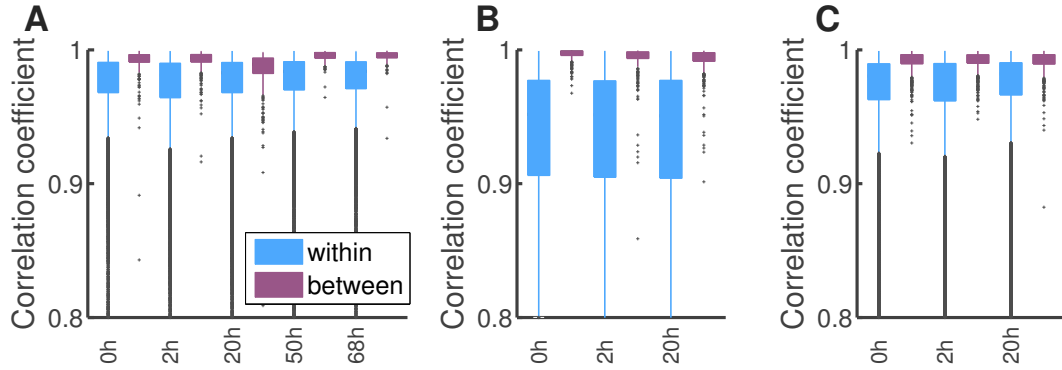 A
Correlation coefficient
1
0.9
0.8
0h
2h
20h
50h
68h
within
between
B
Correlation coefficient
1
0.9
0.8
0h
2h
20h
C
Correlation coefficient
1
0.9
0.8
0h
2h
20h